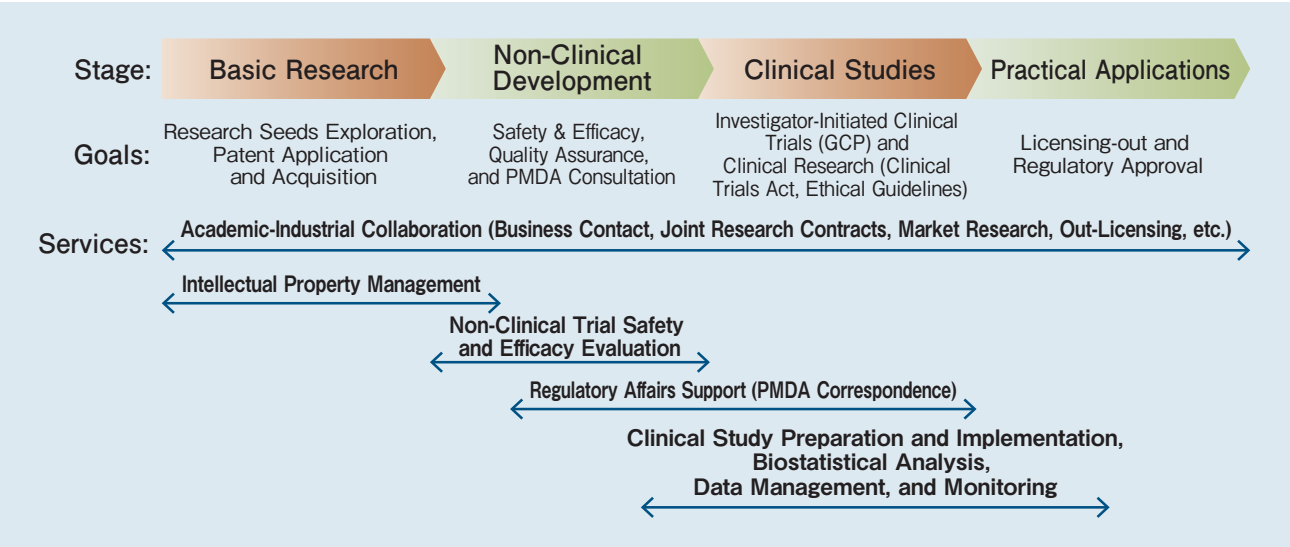 Stage:
Basic Research
Non-Clinical
Development
Clinical Studies
Practical Applications
Goals:
Research Seeds Exploration,
Patent Application
and Acquisition
Safety & Efficacy,
Quality Assurance,
and PMDA Consultation
Investigator-Initiated Clinical
Trials (GCP) and
Clinical Research (Clinical
Trials Act, Ethical Guidelines)
Licensing-out and
Regulatory Approval
Services:
Academic-Industrial Collaboration (Business Contact, Joint Research Contracts, Market Research, Out-Licensing, etc.)
Intellectual Property Management
Non-Clinical Trial Safety
and Efficacy Evaluation
Regulatory Affairs Support (PMDA Correspondence)
Clinical Study Preparation and Implementation,
Biostatistical Analysis,
Data Management, and Monitoring